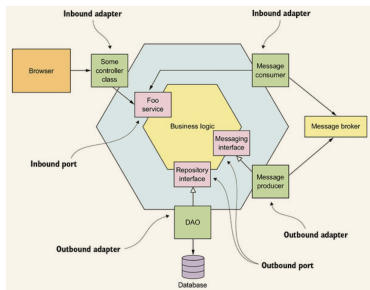 Inbound adapter
Inbound adapter
Browser
Some
controller
class
Message
consumer
Foo
service
Business logic
Message broker
Messaging
interface
Inbound port
Repository
interface
Message
producer
DAO
Outbound adapter
Outbound adapter
Outbound port
Database